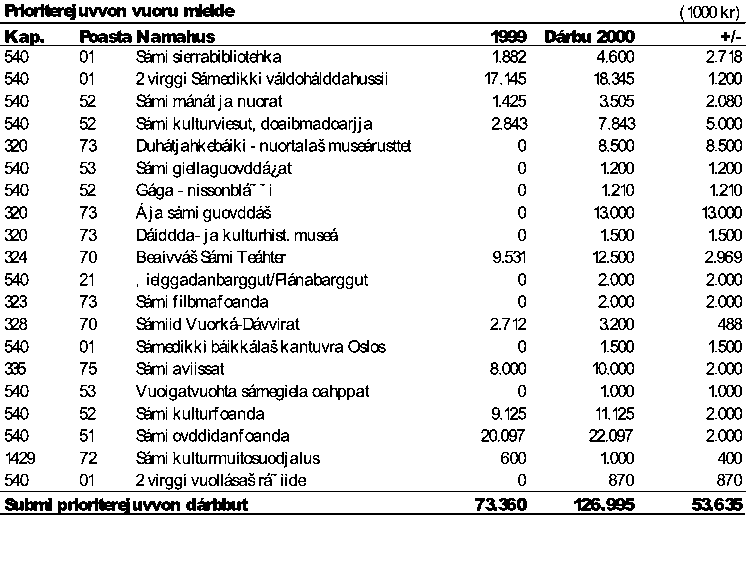 Prioriterejuvvon vuoru mielde (1000 kr)
Kap. Poasta Namahus 1999 Dárbu 2000 +/-
540 01 Sámi sierrabibliotehka 1.882 4.600 2.718
540 01 2 virggi Sámedikki váldohálddahussii 17.145 18.345 1.200
540 52 Sámi mánát ja nuorat 1.425 3.505 2.080
540 52 Sámi kulturviesut, doaibmadoarjja 2.843 7.843 5.000
320 73 Duhátjahkebáiki - nuortalaš museárusttet 0 8.500 8.500
540 53 Sámi giellaguovddá¿at 0 1.200 1.200
540 52 Gága - nissonblá˜˜i 0 1.210 1.210
320 73 Ája sámi guovddáš 0 13.000 13.000
320 73 Dáiddda- ja kulturhist. museá 0 1.500 1.500
324 70 Beaivváš Sámi Teáhter 9.531 12.500 2.969
540 21 ‚ielggadanbarggut/Plánabarggut 0 2.000 2.000
323 73 Sámi filbmafoanda 0 2.000 2.000
328 70 Sámiid Vuorká-Dávvirat 2.712 3.200 488
540 01 Sámedikki báikkálaš kantuvra Oslos 0 1.500 1.500
335 75 Sámi aviissat 8.000 10.000 2.000
540 53 Vuoigatvuohta sámegiela oahppat 0 1.000 1.000
540 52 Sámi kulturfoanda 9.125 11.125 2.000
540 51 Sámi ovddidanfoanda 20.097 22.097 2.000
1429 72 Sámi kulturmuitosuodjalus 600 1.000 400
540 01 2 virggi vuollásaš rá˜iide 0 870 870
Submi prioriterejuvvon dárbbut 73.360 126.995 53.635